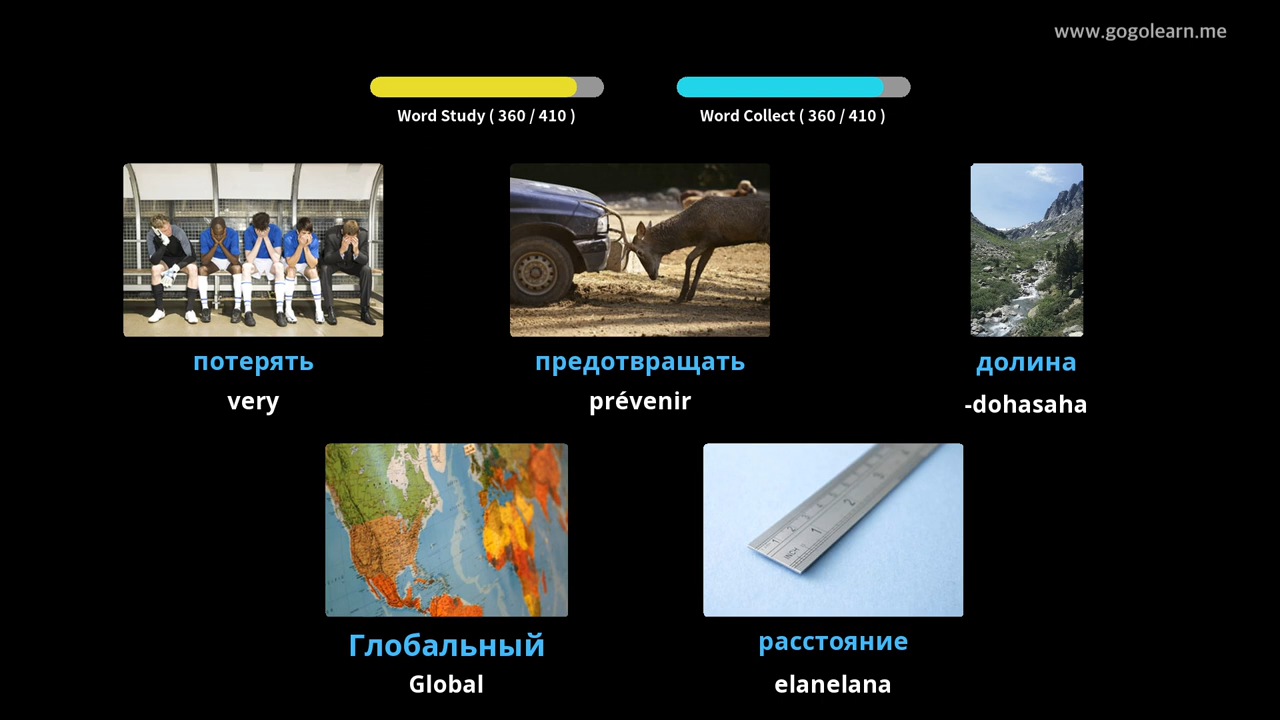 www.gogolearn.me
Word Study ( 360 / 410 )
Word Collect ( 360 / 410 )
потерять
very
предотвращать
prévenir
долина
-dohasaha
Глобальный
Global
расстояние
elanelana